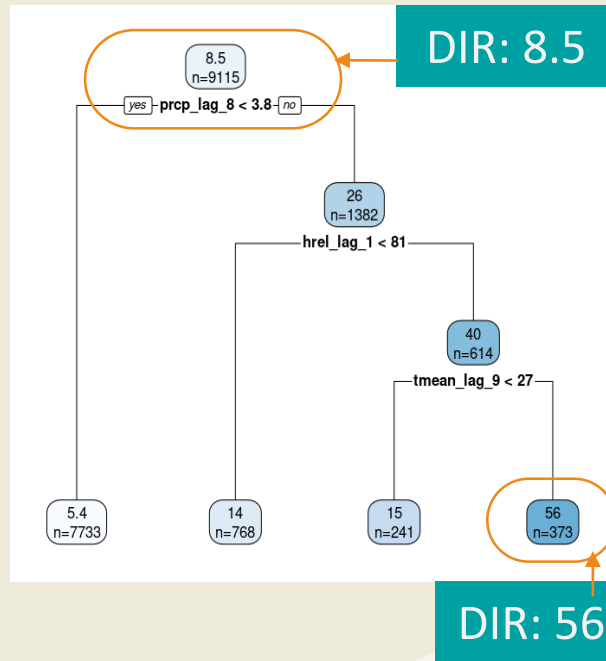 DIR: 8.5
8.5
n=9115
yes prcp_lag_8 < 3.8 no
26
n=1382
hrel_lag_1 < 81
40
n=614
tmean_lag_9 < 27
5.4
n=7733
14
n=768
15
n=241
56
n=373
DIR: 56